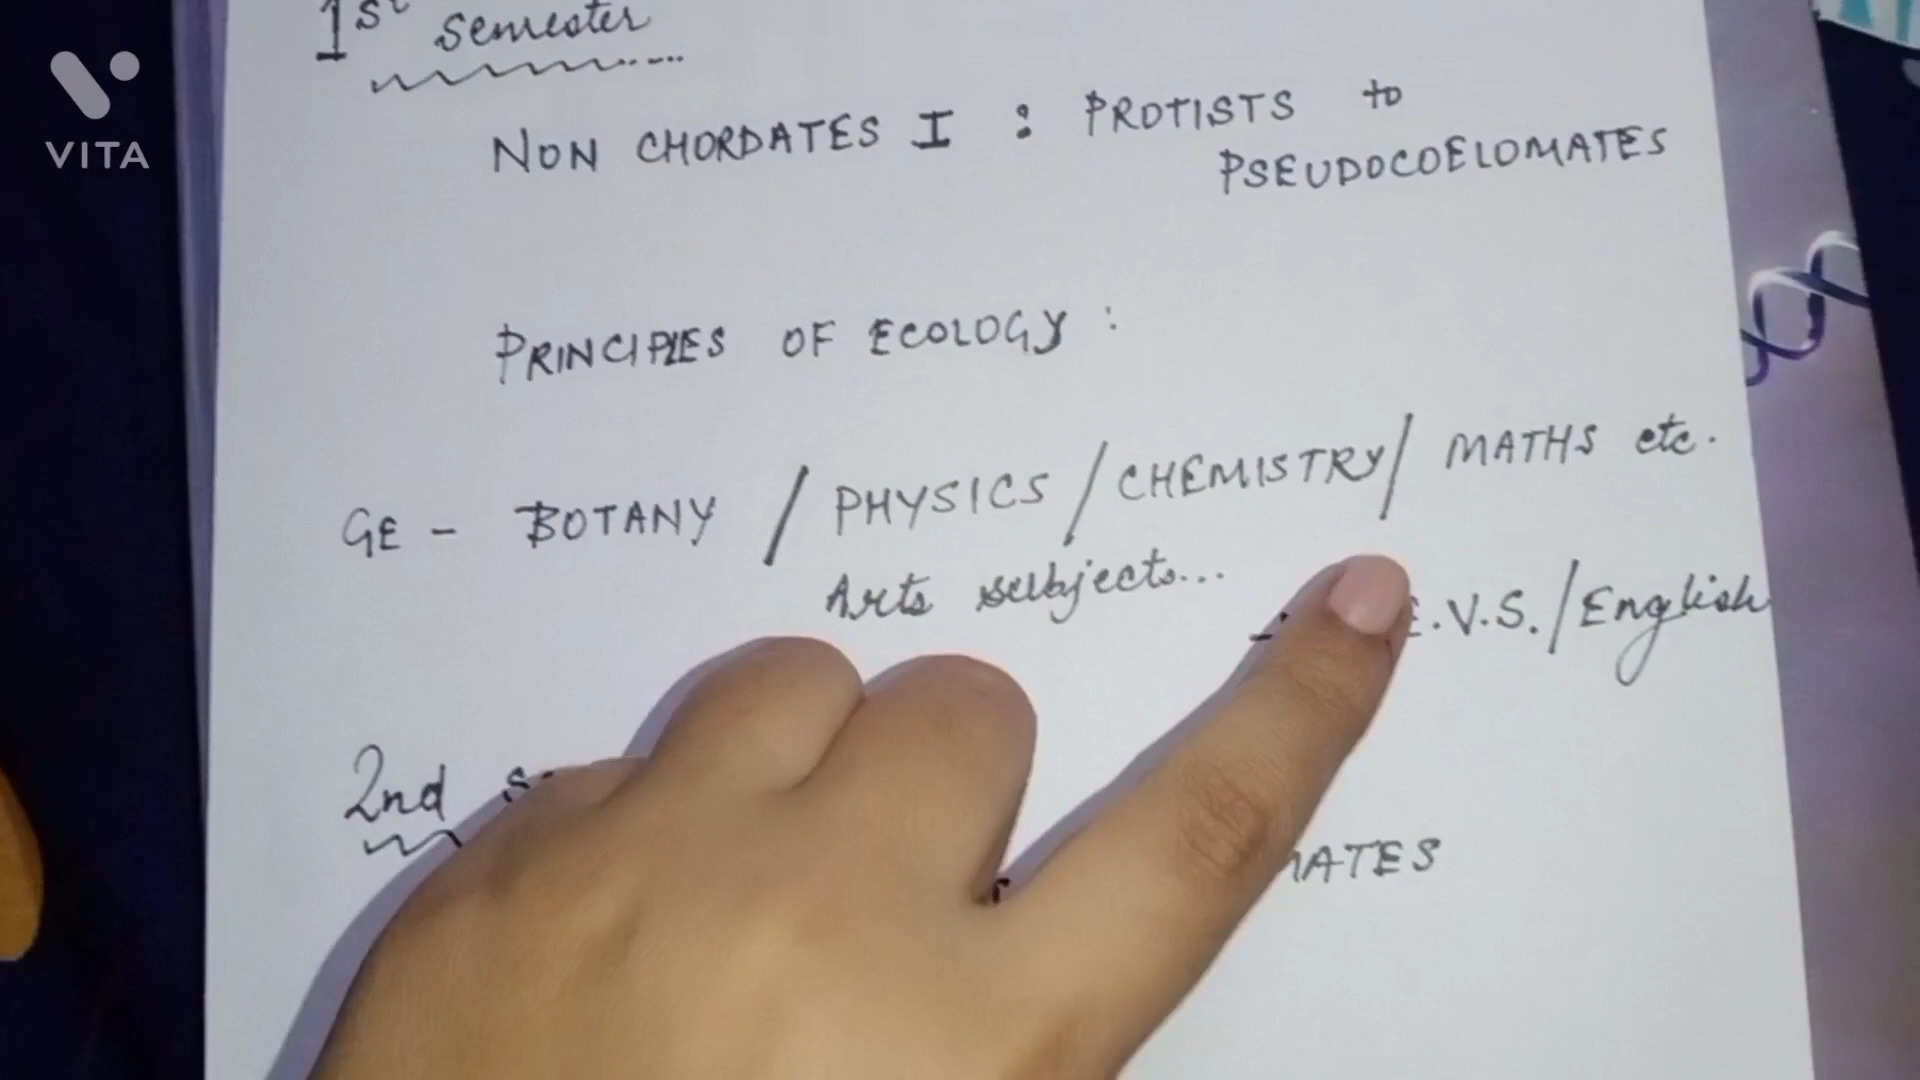 VITA
1st semester
NON CHORDATES I : PROTISTS to
PSEUDOCOELOMATES
PRINCIPLES OF ECOLOGY :
GE - BOTANY / PHYSICS / CHEMISTRY / MATHS etc.
Arts subjects...
E.V.S. / English
2nd